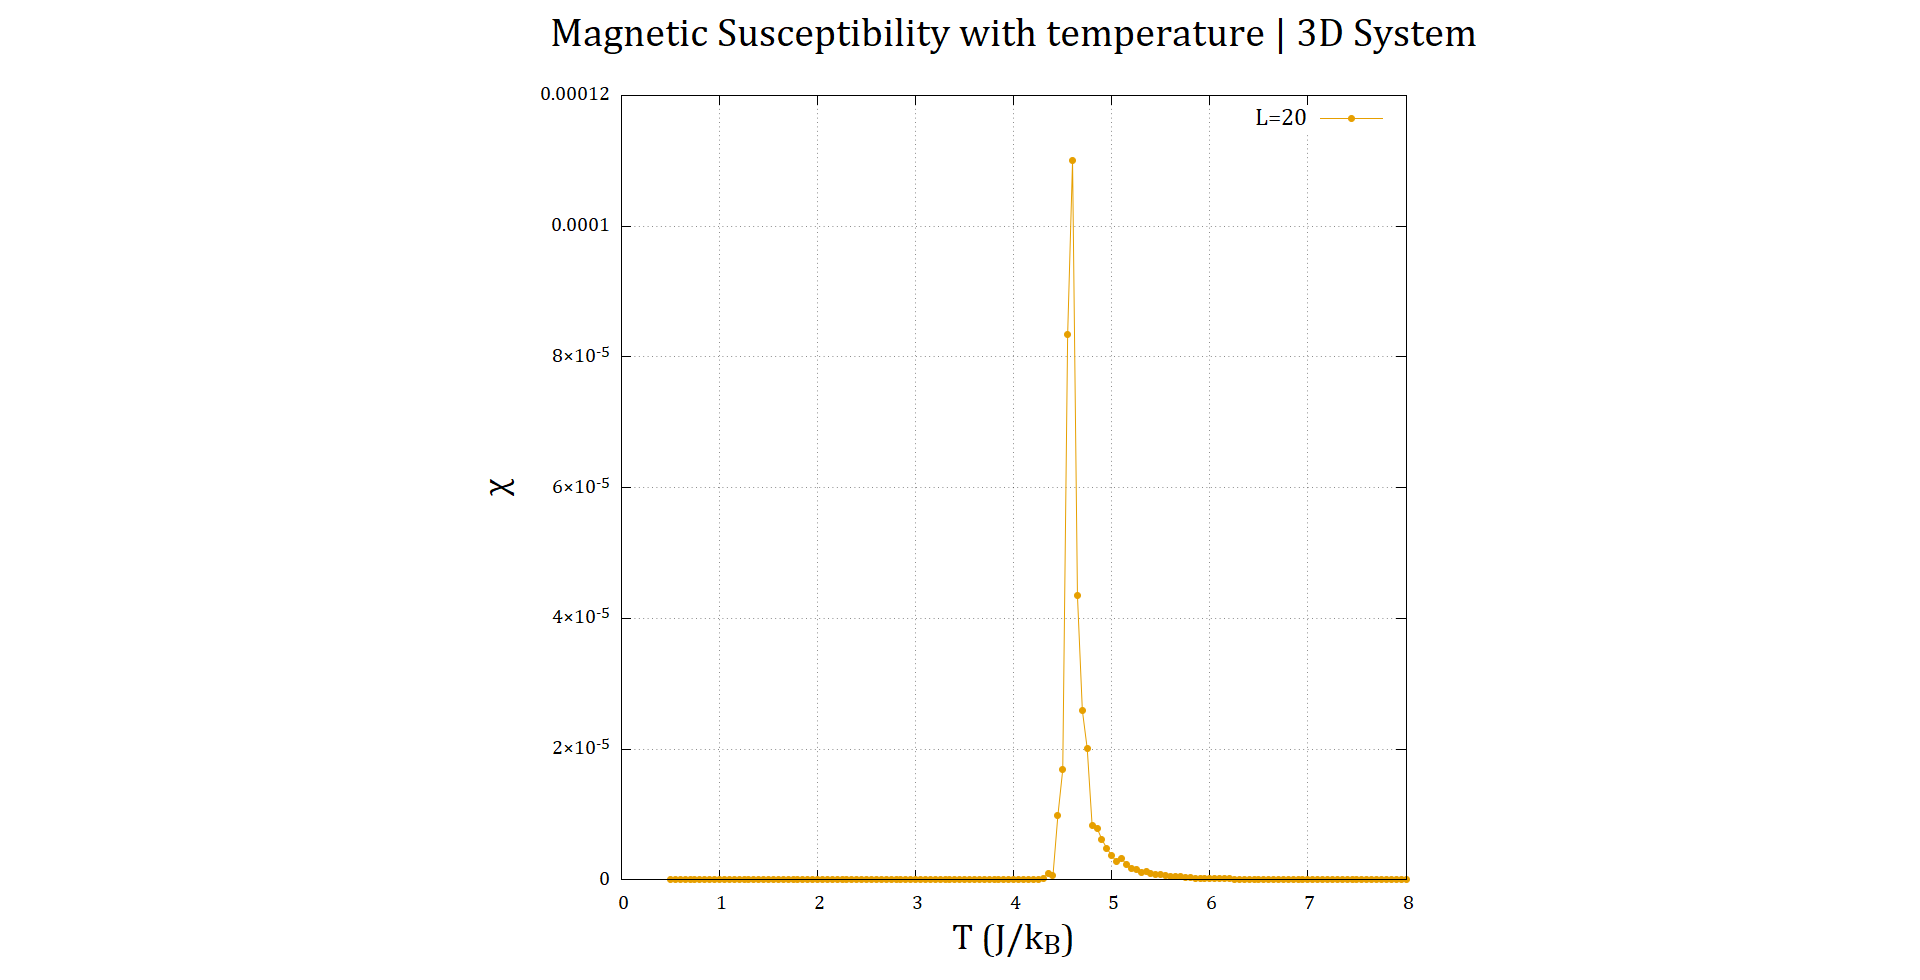 Magnetic Susceptibility with temperature | 3D System
0.00012
L=20
0.0001
8×10⁻⁵
χ
6×10⁻⁵
4×10⁻⁵
2×10⁻⁵
0
0 1 2 3 4 5 6 7 8
T (J/k_B)